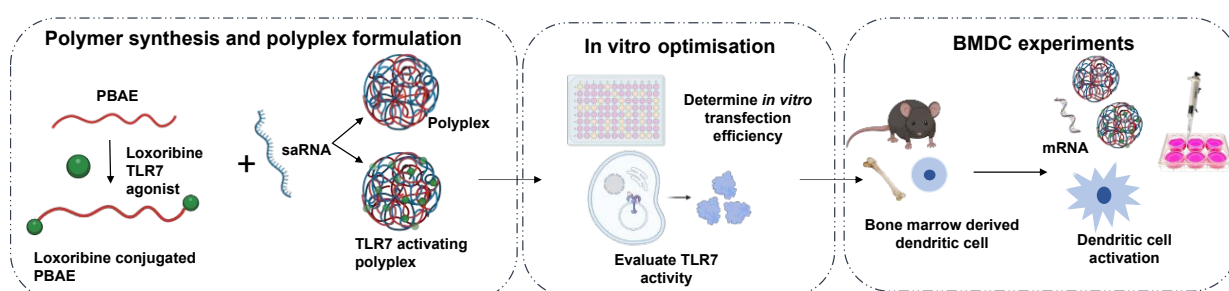 Polymer synthesis and polyplex formulation
PBAE
Loxoribine
TLR7
agonist
Loxoribine conjugated
PBAE
+
saRNA
Polyplex
TLR7 activating
polyplex
In vitro optimisation
Determine in vitro
transfection
efficiency
Evaluate TLR7
activity
BMDC experiments
mRNA
Bone marrow derived
dendritic cell
Dendritic cell
activation